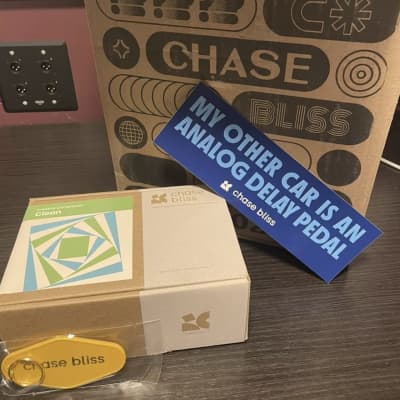 CHASE
BLISS
MY OTHER CAR IS AN
ANALOG DELAY PEDAL
chase bliss
chase
bliss
Clean
chase bliss